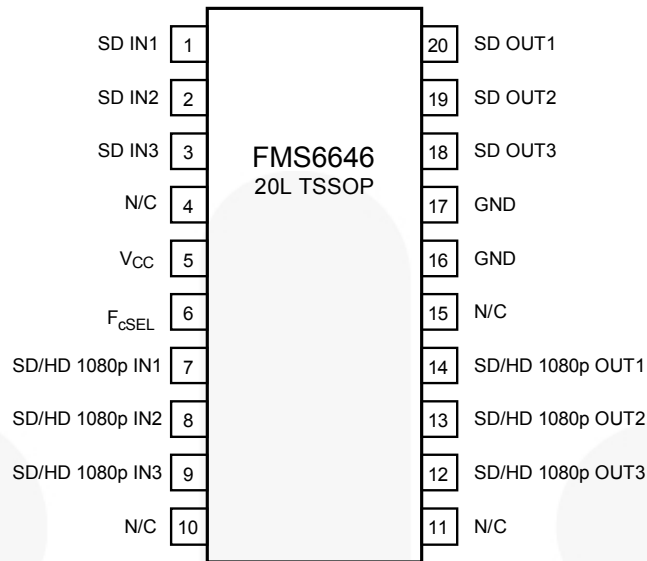 SD IN1 1 20 SD OUT1
SD IN2 2 19 SD OUT2
SD IN3 3 18 SD OUT3
FMS6646
20L TSSOP
N/C 4 17 GND
VCC 5 16 GND
FcSEL 6 15 N/C
SD/HD 1080p IN1 7 14 SD/HD 1080p OUT1
SD/HD 1080p IN2 8 13 SD/HD 1080p OUT2
SD/HD 1080p IN3 9 12 SD/HD 1080p OUT3
N/C 10 11 N/C